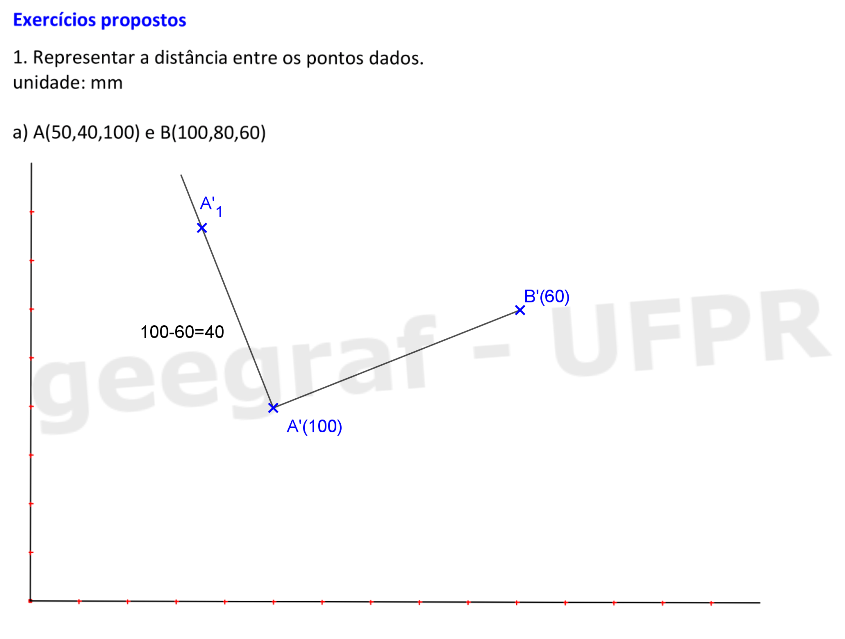 Exercícios propostos
1. Representar a distância entre os pontos dados.
unidade: mm
a) A(50,40,100) e B(100,80,60)
A'1
B'(60)
100-60=40
geegraf - UFPR
A'(100)